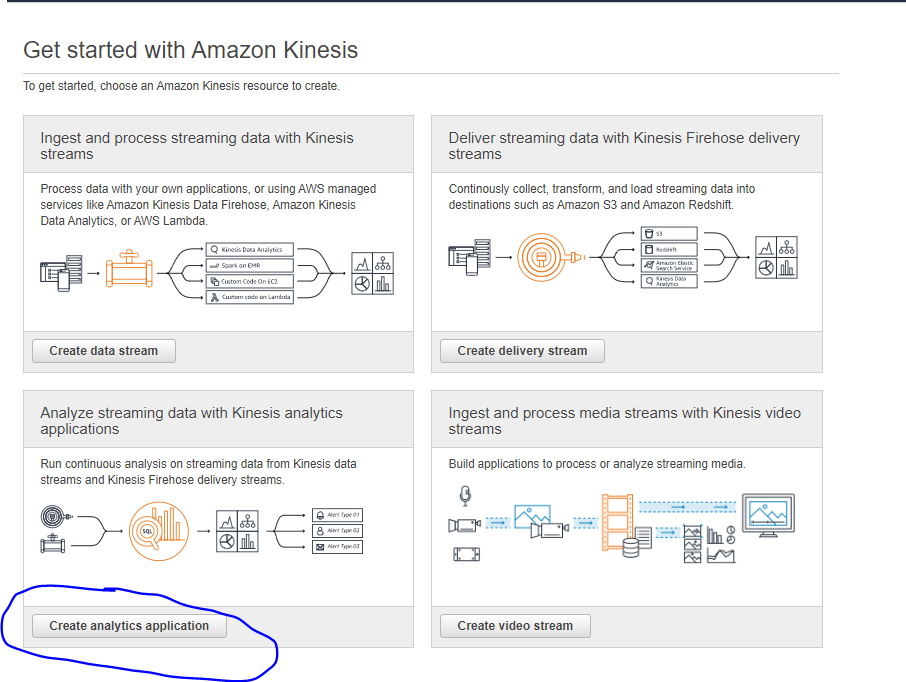 Get started with Amazon Kinesis
To get started, choose an Amazon Kinesis resource to create.
Ingest and process streaming data with Kinesis
streams
Process data with your own applications, or using AWS managed
services like Amazon Kinesis Data Firehose, Amazon Kinesis
Data Analytics, or AWS Lambda.
Kinesis Data Analytics
Spark on EMR
Custom Code On EC2
Custom code on Lambda
Create data stream
Deliver streaming data with Kinesis Firehose delivery
streams
Continously collect, transform, and load streaming data into
destinations such as Amazon S3 and Amazon Redshift.
S3
Redshift
Amazon Elastic
Search Service
Kinesis Data
Analytics
Create delivery stream
Analyze streaming data with Kinesis analytics
applications
Run continuous analysis on streaming data from Kinesis data
streams and Kinesis Firehose delivery streams.
SQL
Alert Type 01
Alert Type 02
Alert Type 03
Create analytics application
Ingest and process media streams with Kinesis video
streams
Build applications to process or analyze streaming media.
Create video stream